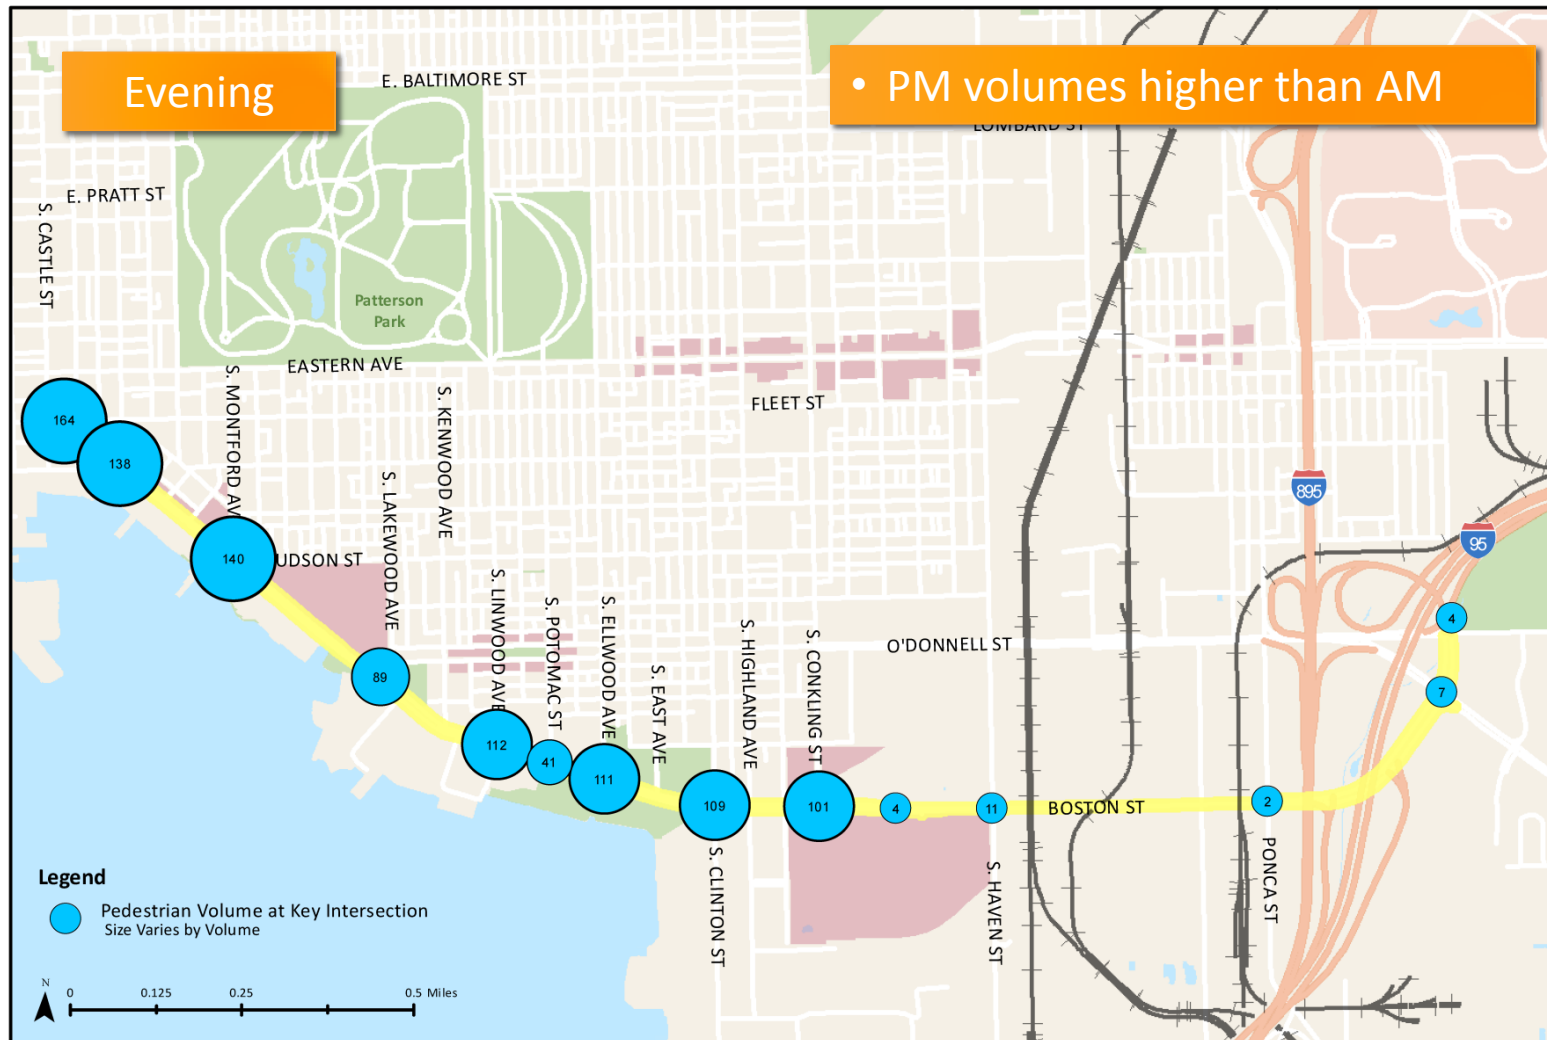 Evening
• PM volumes higher than AM
E. BALTIMORE ST
LOMBARD ST
E. PRATT ST
S. CASTLE ST
Patterson
Park
EASTERN AVE
S. MONTFORD AV
S. KENWOOD AVE
FLEET ST
164
138
140
UDSON ST
S. LAKEWOOD AVE
895
95
89
S. LINWOOD AVE
S. POTOMAC ST
S. ELLWOOD AVE
S. EAST AVE
S. HIGHLAND AVE
S. CONKLING ST
O'DONNELL ST
4
7
112
41
111
109
101
4
11
BOSTON ST
2
S. CLINTON ST
S. HAVEN ST
PONCA ST
Legend
Pedestrian Volume at Key Intersection
Size Varies by Volume
N
0 0.125 0.25 0.5 Miles